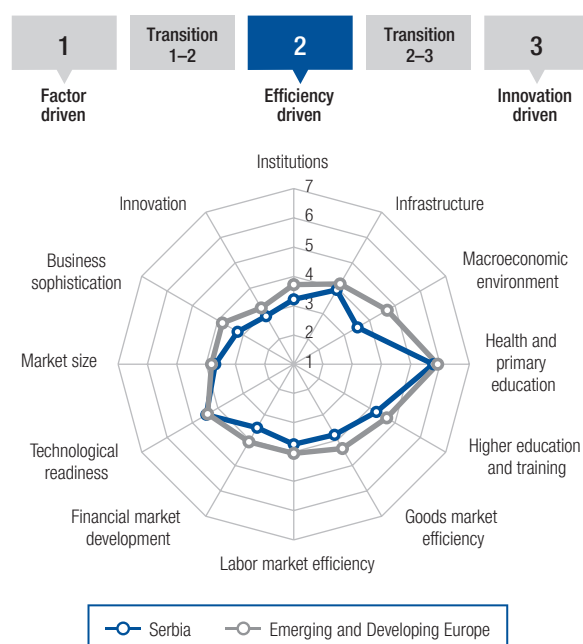 1
Transition
1–2
2
Transition
2–3
3
Factor
driven
Efficiency
driven
Innovation
driven
Institutions
7
6
5
4
3
2
1
Infrastructure
Macroeconomic
environment
Health and
primary
education
Higher education
and training
Goods market
efficiency
Labor market efficiency
Financial market
development
Technological
readiness
Market size
Business
sophistication
Innovation
Serbia
Emerging and Developing Europe